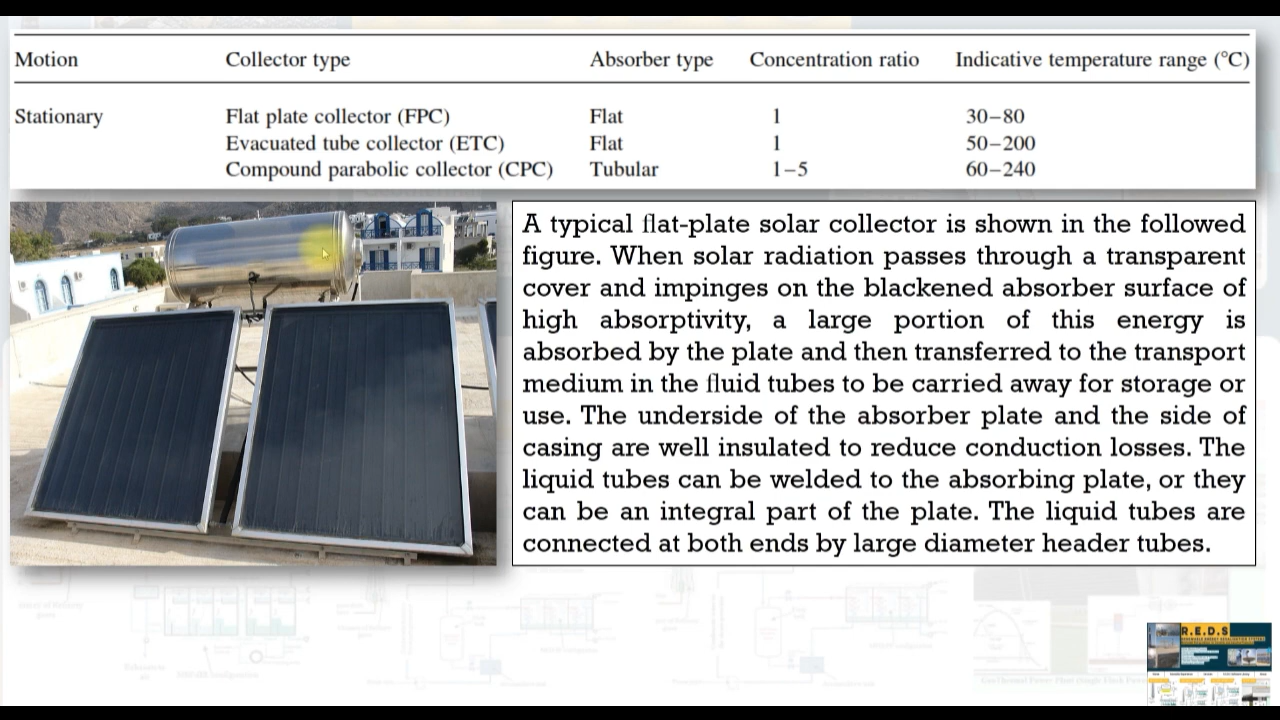 Motion Collector type Absorber type Concentration ratio Indicative temperature range (°C)
Stationary Flat plate collector (FPC) Flat 1 30–80
Evacuated tube collector (ETC) Flat 1 50–200
Compound parabolic collector (CPC) Tubular 1–5 60–240
A typical flat-plate solar collector is shown in the followed
figure. When solar radiation passes through a transparent
cover and impinges on the blackened absorber surface of
high absorptivity, a large portion of this energy is
absorbed by the plate and then transferred to the transport
medium in the fluid tubes to be carried away for storage or
use. The underside of the absorber plate and the side of
casing are well insulated to reduce conduction losses. The
liquid tubes can be welded to the absorbing plate, or they
can be an integral part of the plate. The liquid tubes are
connected at both ends by large diameter header tubes.
R.E.D.S